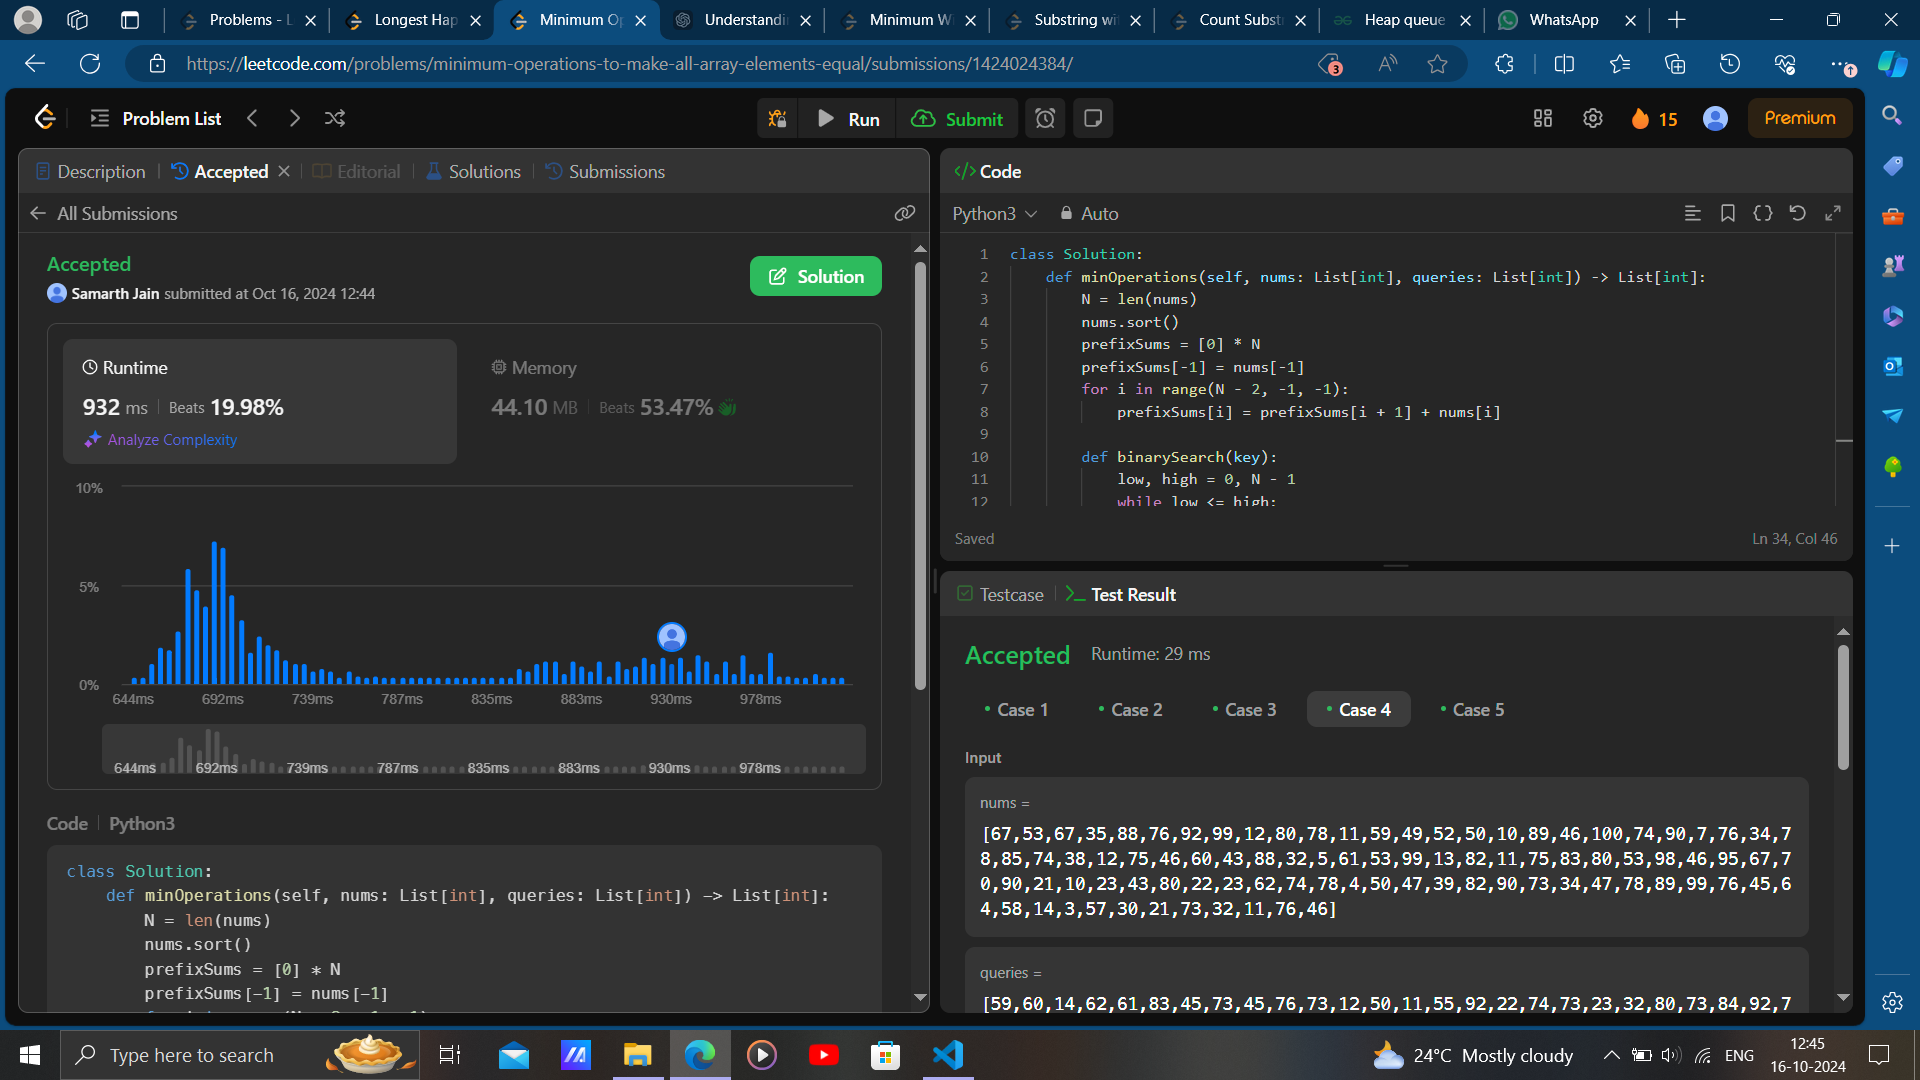 Problems - L
Longest Hap
Minimum Op
Understandi
Minimum Wi
Substring wi
Count Subst
Heap queue
WhatsApp
https://leetcode.com/problems/minimum-operations-to-make-all-array-elements-equal/submissions/1424024384/
3
Problem List
Run
Submit
15
Premium
Description
Accepted
Editorial
Solutions
Submissions
All Submissions
Accepted
Samarth Jain submitted at Oct 16, 2024 12:44
Solution
Runtime
932 ms
Beats 19.98%
Analyze Complexity
Memory
44.10 MB
Beats 53.47%
10%
5%
0%
644ms 692ms 739ms 787ms 835ms 883ms 930ms 978ms
644ms 692ms 739ms 787ms 835ms 883ms 930ms 978ms
Code
Python3
class Solution:
def minOperations(self, nums: List[int], queries: List[int]) -> List[int]:
N = len(nums)
nums.sort()
prefixSums = [0] * N
prefixSums[-1] = nums[-1]
</> Code
Python3
Auto
1 class Solution:
2 def minOperations(self, nums: List[int], queries: List[int]) -> List[int]:
3 N = len(nums)
4 nums.sort()
5 prefixSums = [0] * N
6 prefixSums[-1] = nums[-1]
7 for i in range(N - 2, -1, -1):
8 prefixSums[i] = prefixSums[i + 1] + nums[i]
9
10 def binarySearch(key):
11 low, high = 0, N - 1
12 while low <= high:
Saved
Ln 34, Col 46
Testcase
Test Result
Accepted
Runtime: 29 ms
Case 1
Case 2
Case 3
Case 4
Case 5
Input
nums =
[67,53,67,35,88,76,92,99,12,80,78,11,59,49,52,50,10,89,46,100,74,90,7,76,34,7
8,85,74,38,12,75,46,60,43,88,32,5,61,53,99,13,82,11,75,83,80,53,98,46,95,67,7
0,90,21,10,23,43,80,22,23,62,74,78,4,50,47,39,82,90,73,34,47,78,89,99,76,45,6
4,58,14,3,57,30,21,73,32,11,76,46]
queries =
[59,60,14,62,61,83,45,73,45,76,73,12,50,11,55,92,22,74,73,23,32,80,73,84,92,7
Type here to search
24°C Mostly cloudy
ENG
12:45
16-10-2024